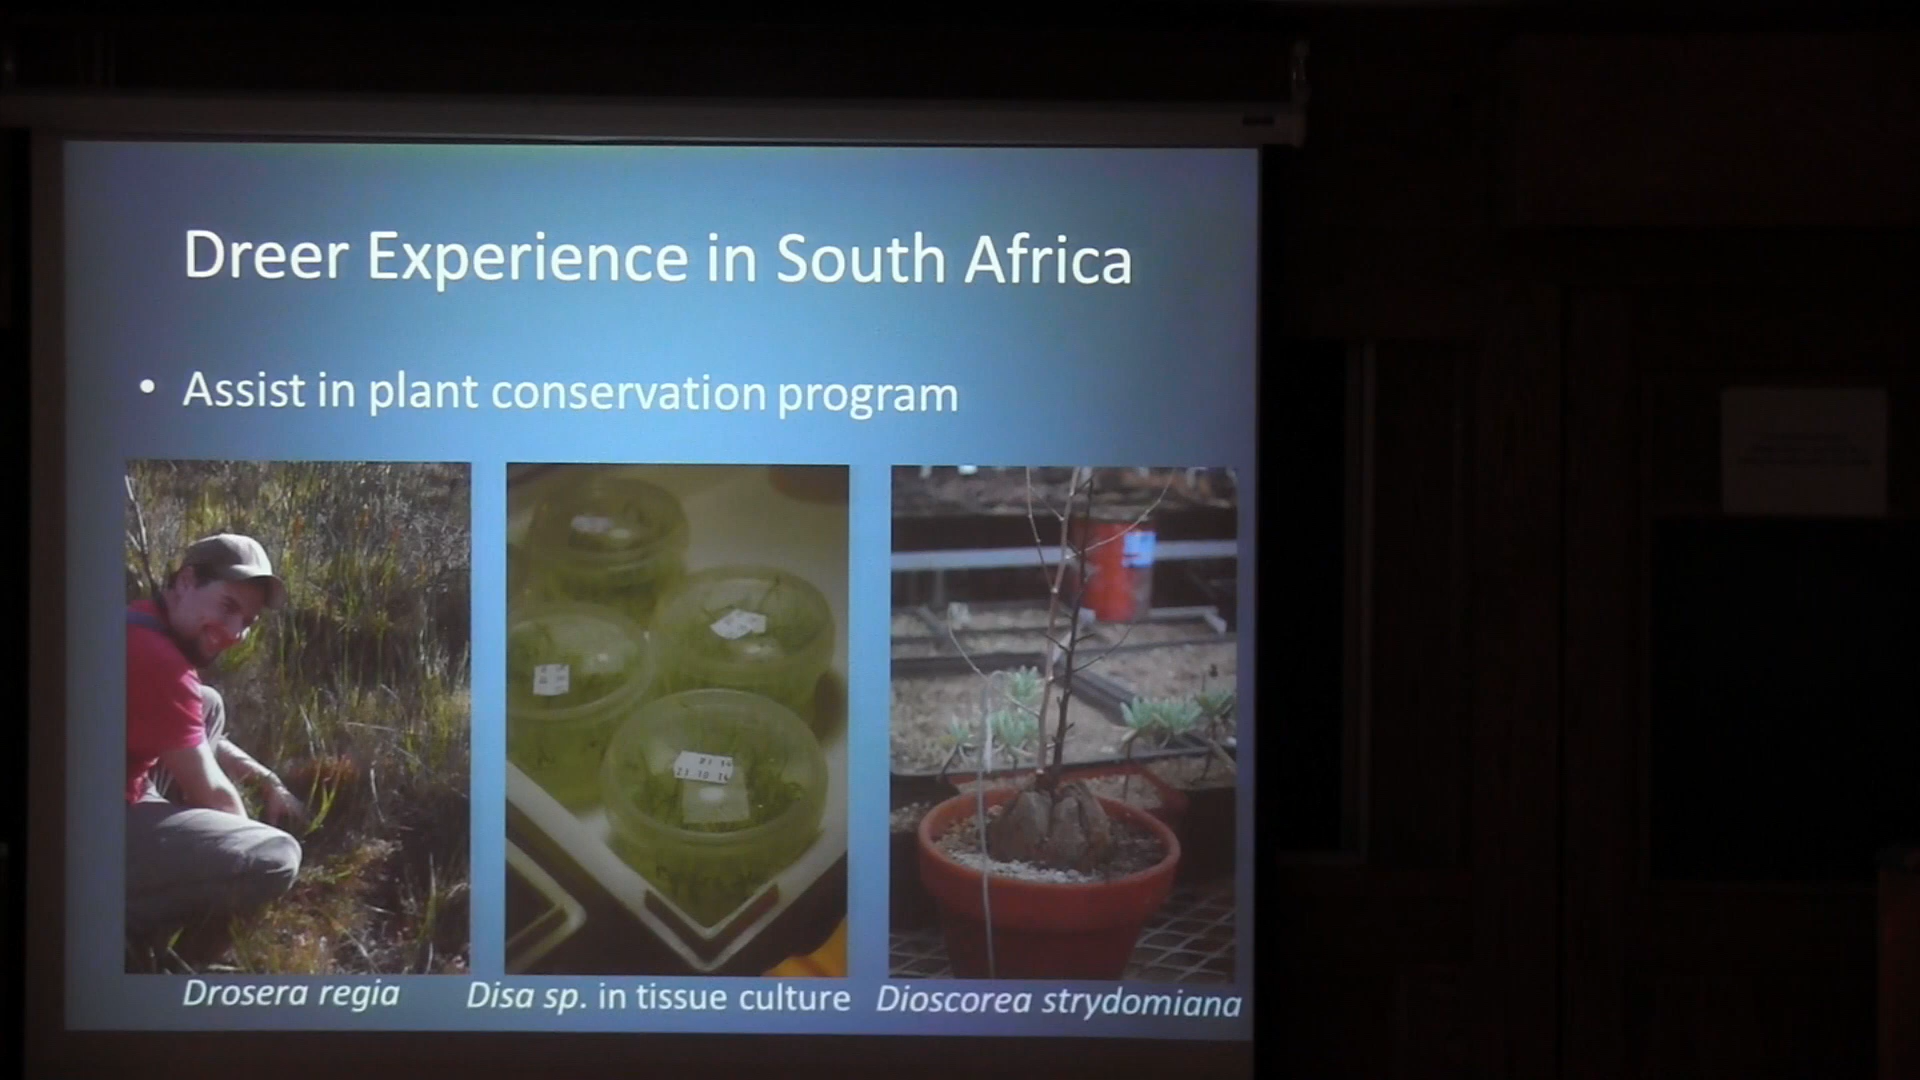 Dreer Experience in South Africa
• Assist in plant conservation program
Drosera regia
Disa sp. in tissue culture
Dioscorea strydomiana